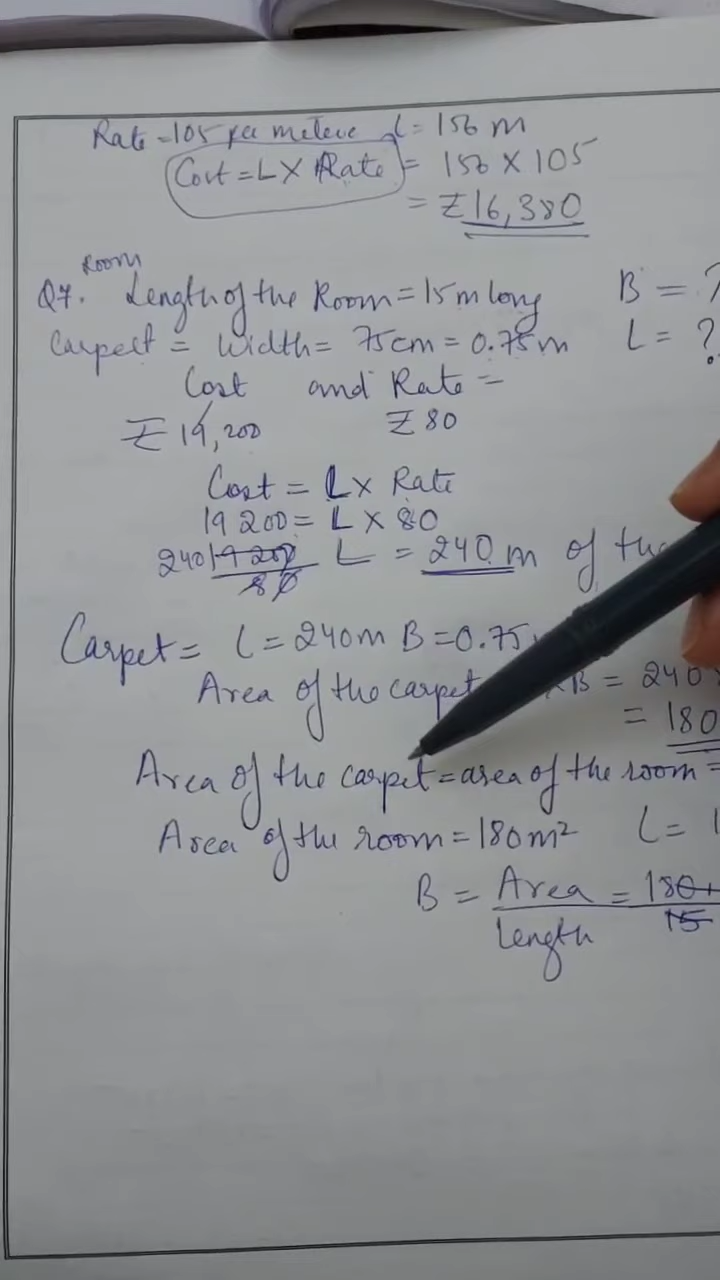 Rate = 105 per metere L = 156 m
Cost = L X Rate = 156 X 105
= ₹16,380
Room
Q7. Length of the Room = 15 m long B = ?
Carpect = Width = 75 cm = 0.75 m L = ?
Cost and Rate =
₹ 19,200 ₹ 80
Cost = L X Rate
19200 = L X 80
240 19200 L = 240 m of the
80
Carpet = L = 240 m B = 0.75
Area of the carpet X B = 240
= 180
Area of the carpet = area of the room =
Area of the room = 180 m² L = 1
B = Area = 180
Length 15